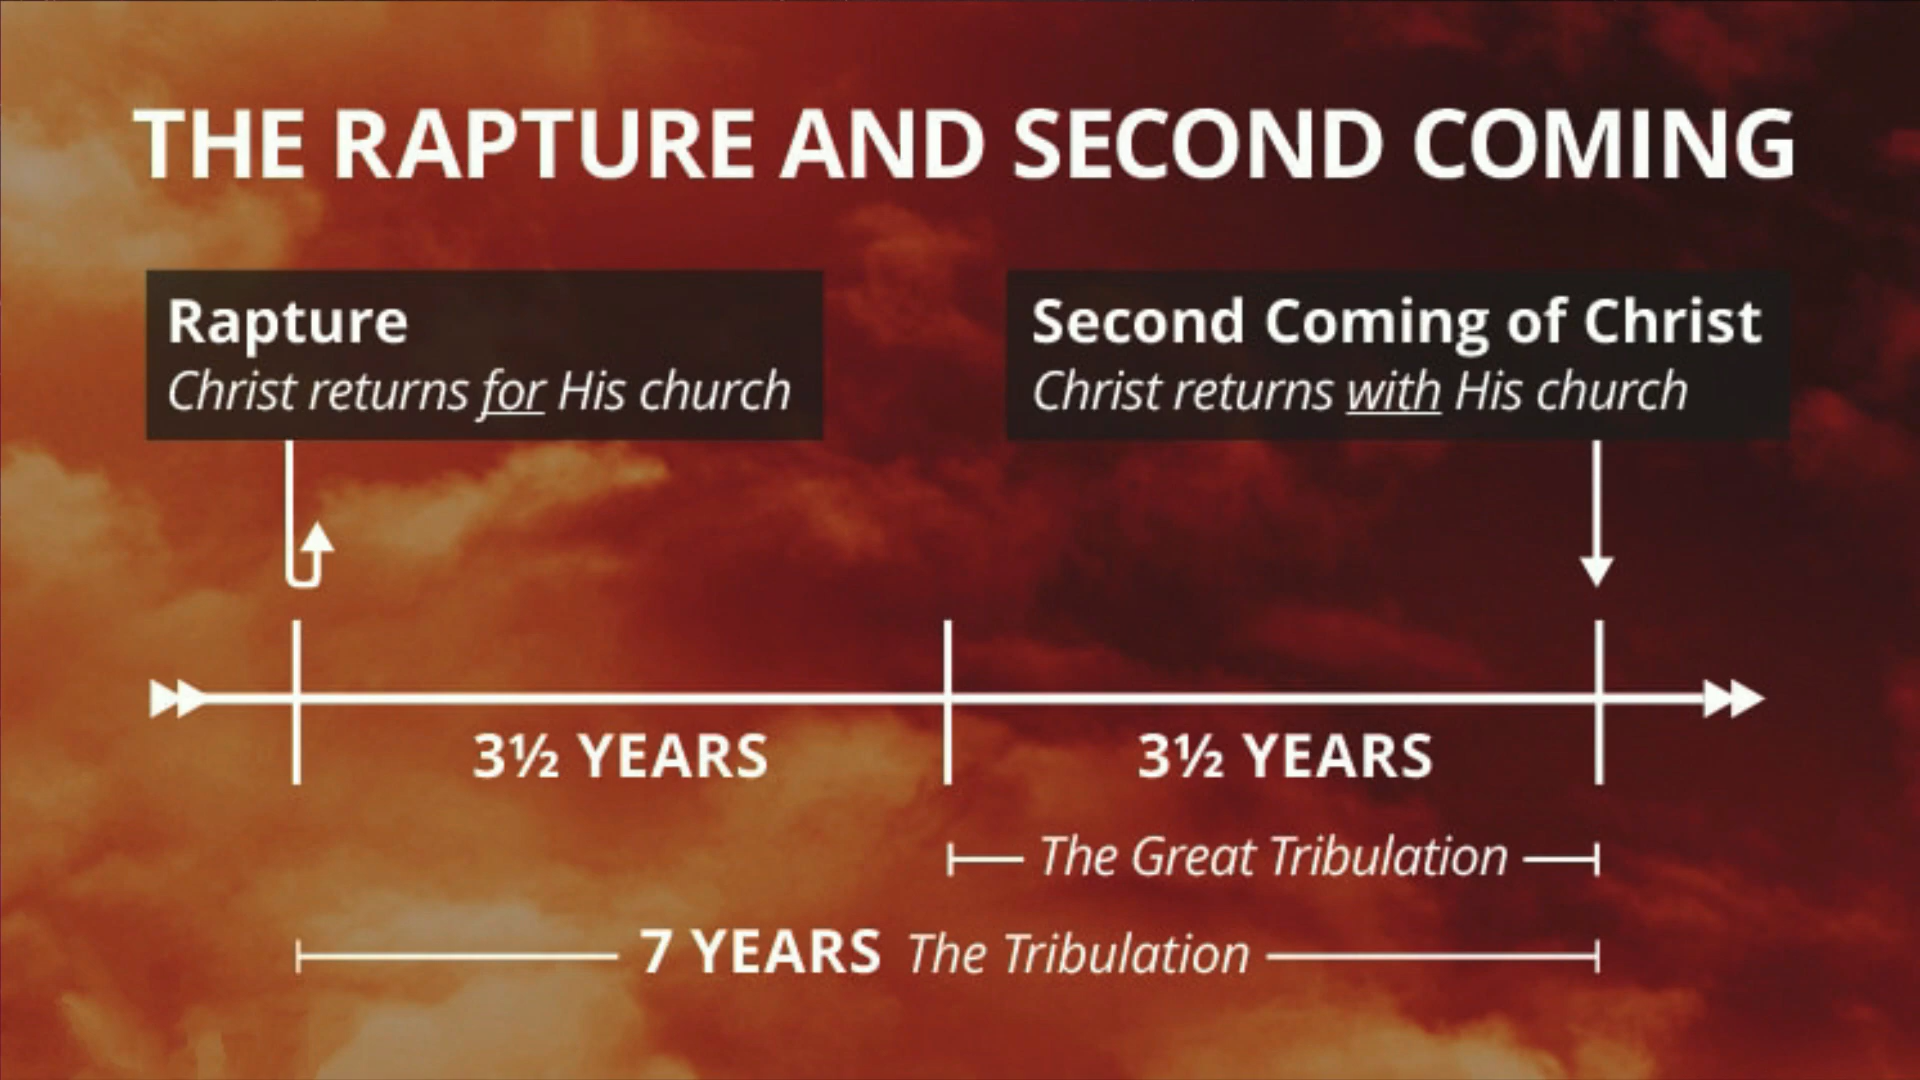 THE RAPTURE AND SECOND COMING
Rapture
Christ returns for His church
Second Coming of Christ
Christ returns with His church
3½ YEARS
3½ YEARS
The Great Tribulation
7 YEARS The Tribulation